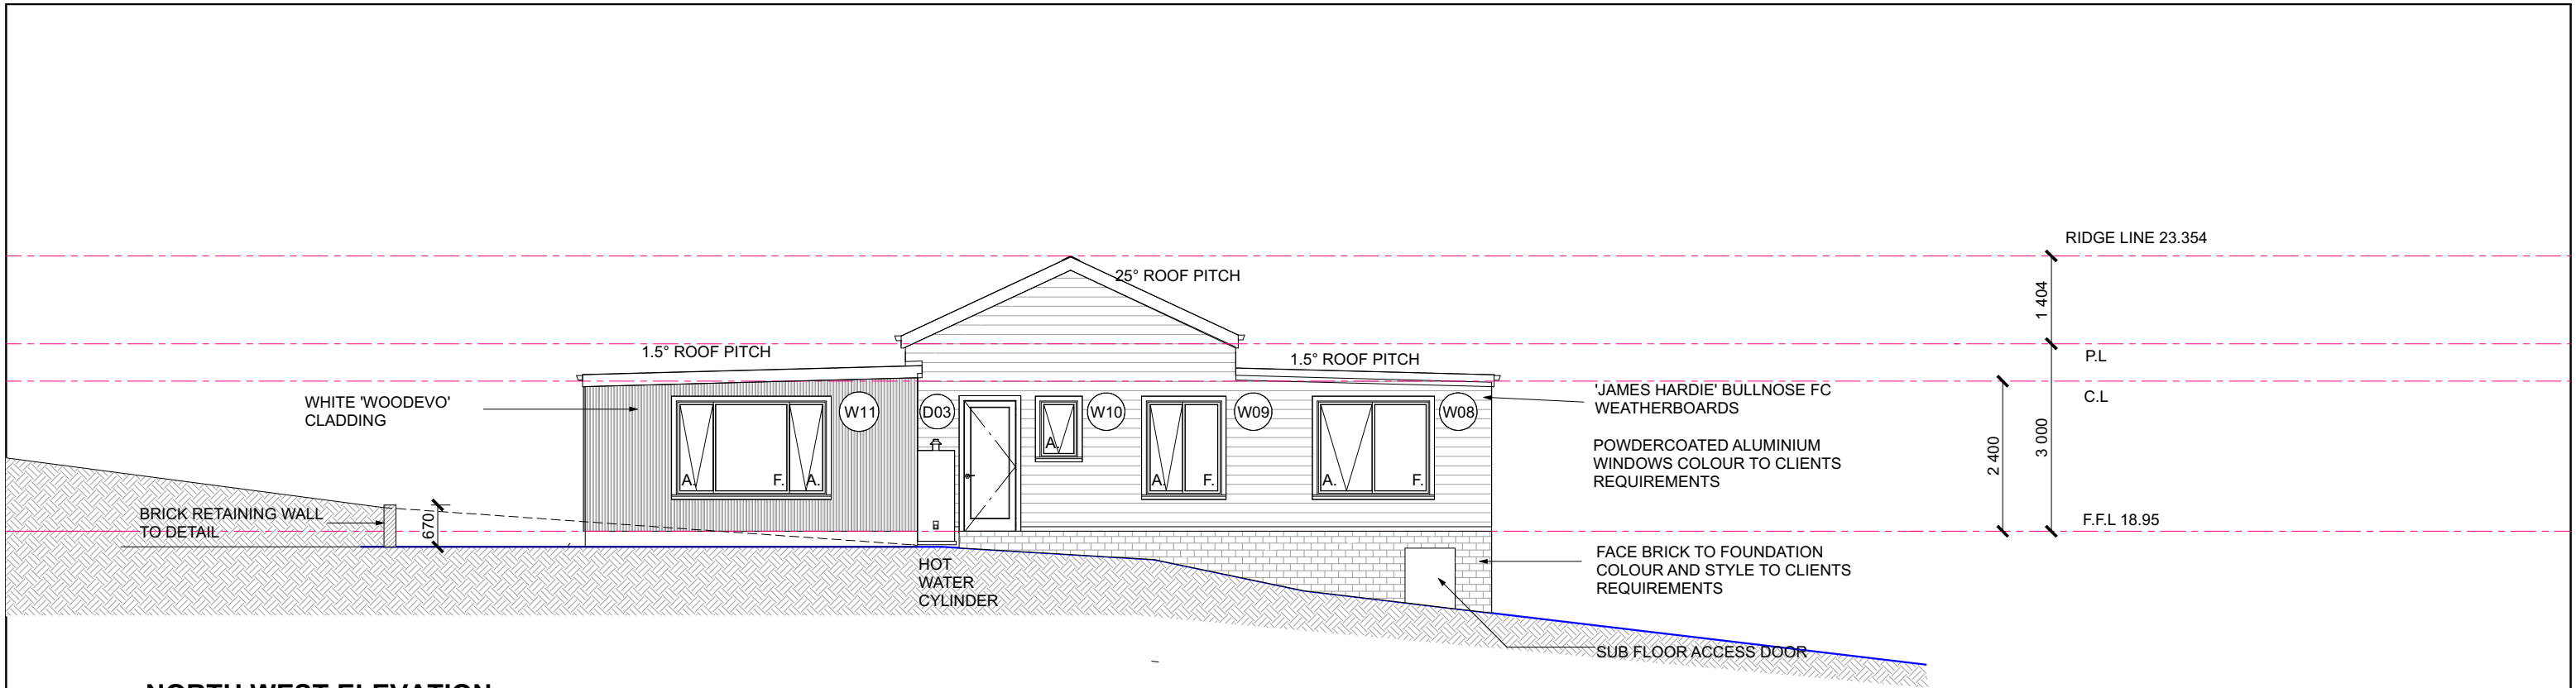 RIDGE LINE 23.354
25° ROOF PITCH
1 404
1.5° ROOF PITCH
1.5° ROOF PITCH
P.L
C.L
WHITE 'WOODEVO'
CLADDING
W11
D03
W10
W09
W08
'JAMES HARDIE' BULLNOSE FC
WEATHERBOARDS
POWDERCOATED ALUMINIUM
WINDOWS COLOUR TO CLIENTS
REQUIREMENTS
2 400
3 000
A.
F.
A.
A.
A.
F.
A.
F.
BRICK RETAINING WALL
TO DETAIL
670
F.F.L 18.95
HOT
WATER
CYLINDER
FACE BRICK TO FOUNDATION
COLOUR AND STYLE TO CLIENTS
REQUIREMENTS
SUB FLOOR ACCESS DOOR
NORTH WEST ELEVATION